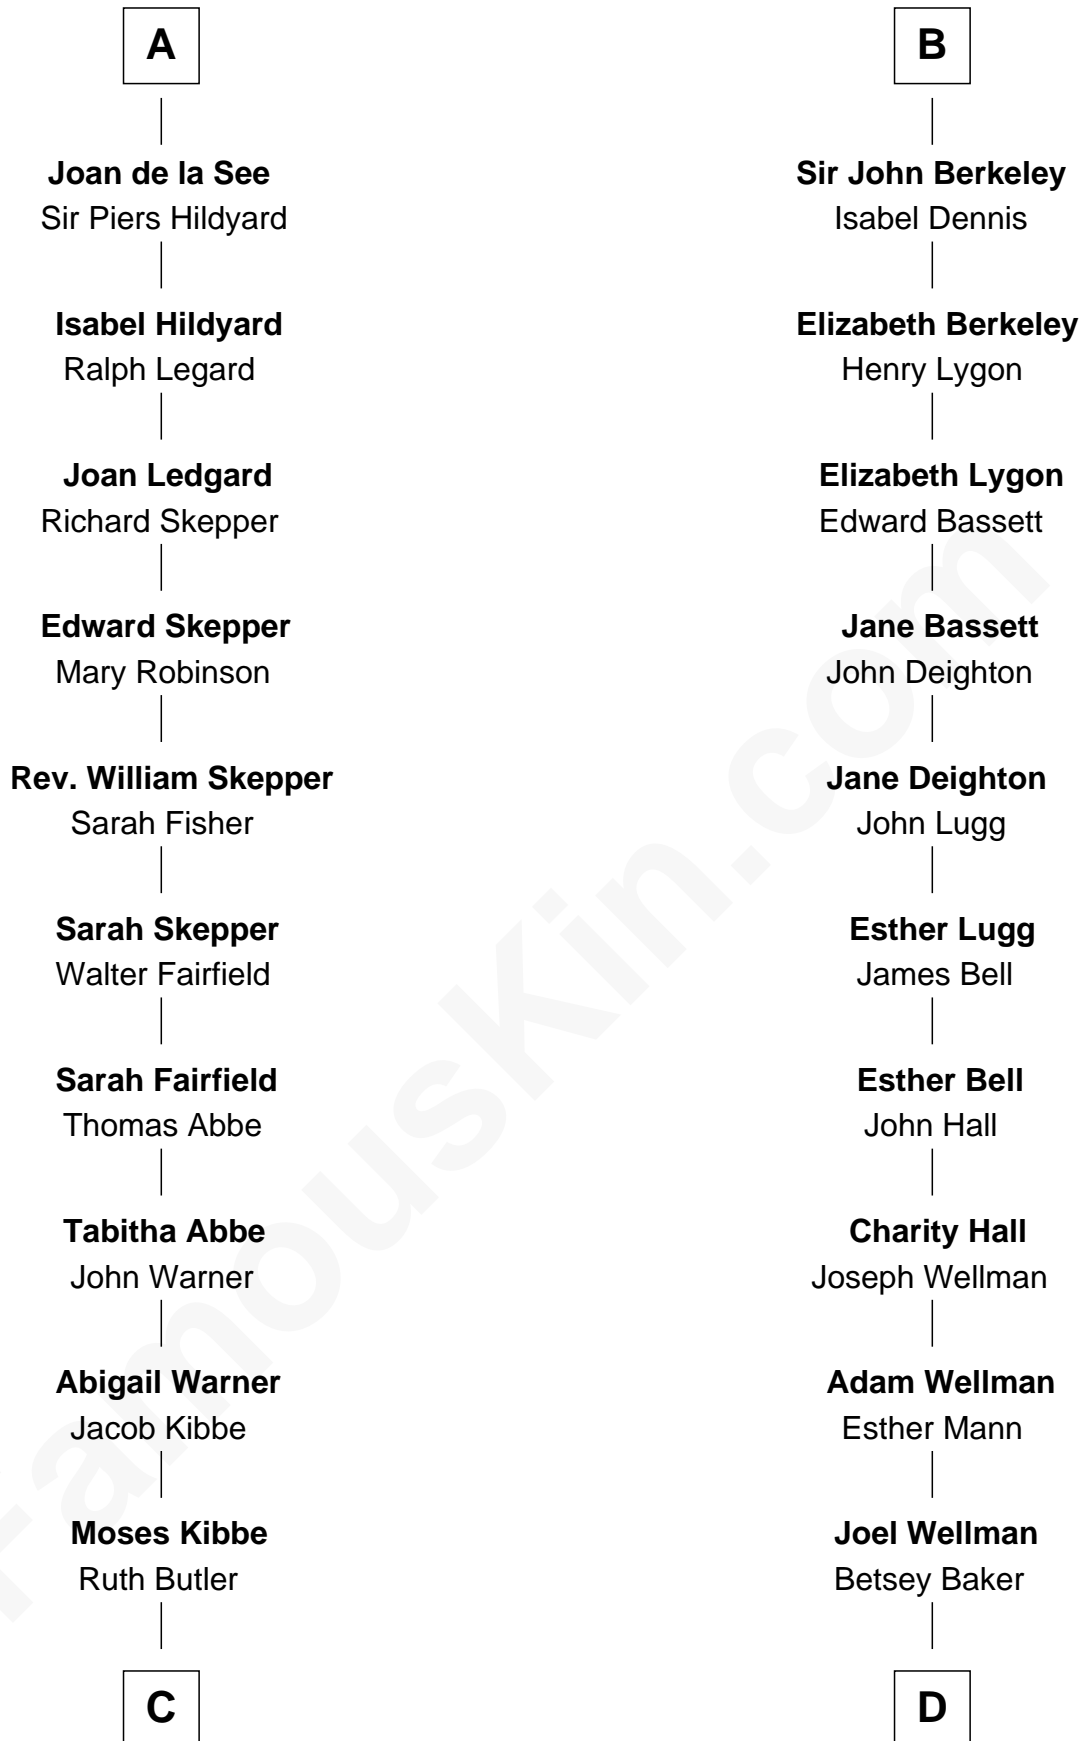 A
Joan de la See
Sir Piers Hildyard
Isabel Hildyard
Ralph Legard
Joan Ledgard
Richard Skepper
Edward Skepper
Mary Robinson
Rev. William Skepper
Sarah Fisher
Sarah Skepper
Walter Fairfield
Sarah Fairfield
Thomas Abbe
Tabitha Abbe
John Warner
Abigail Warner
Jacob Kibbe
Moses Kibbe
Ruth Butler
C
B
Sir John Berkeley
Isabel Dennis
Elizabeth Berkeley
Henry Lygon
Elizabeth Lygon
Edward Bassett
Jane Bassett
John Deighton
Jane Deighton
John Lugg
Esther Lugg
James Bell
Esther Bell
John Hall
Charity Hall
Joseph Wellman
Adam Wellman
Esther Mann
Joel Wellman
Betsey Baker
D
FamousKin.com